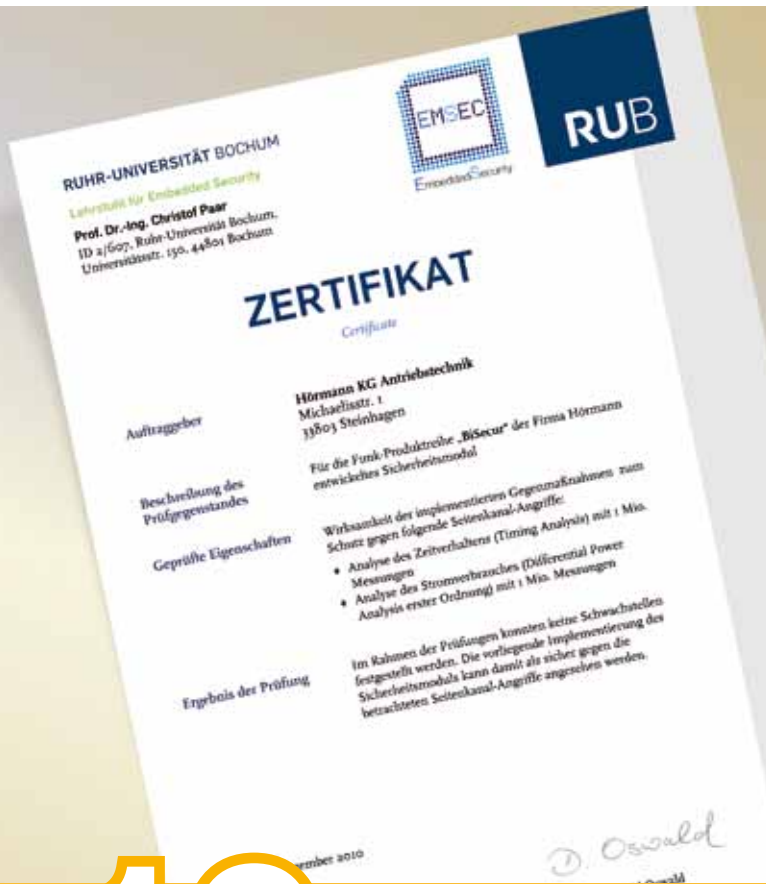 RUHR-UNIVERSITÄT BOCHUM
Lehrstuhl für Embedded Security
Prof. Dr.-Ing. Christof Paar
ID 2/607, Ruhr-Universität Bochum,
Universitätsstr. 150, 44801 Bochum
EMSEC
Embedded Security
RUB
ZERTIFIKAT
Certificate
Auftraggeber
Hörmann KG Antriebstechnik
Michaelisstr. 1
33803 Steinhagen
Beschreibung des
Prüfgegenstandes
Für die Funk-Produktreihe „BiSecur" der Firma Hörmann
entwickeltes Sicherheitsmodul
Geprüfte Eigenschaften
Wirksamkeit der implementierten Gegenmaßnahmen zum
Schutz gegen folgende Seitenkanal-Angriffe:
• Analyse des Zeitverhaltens (Timing Analysis) mit 1 Mio.
Messungen
• Analyse des Stromverbrauches (Differential Power
Analysis erster Ordnung) mit 1 Mio. Messungen
Ergebnis der Prüfung
Im Rahmen der Prüfungen konnten keine Schwachstellen
festgestellt werden. Die vorliegende Implementierung des
Sicherheitsmoduls kann damit als sicher gegen die
betrachteten Seitenkanal-Angriffe angesehen werden.
2010
D. Oswald
Oswald
10